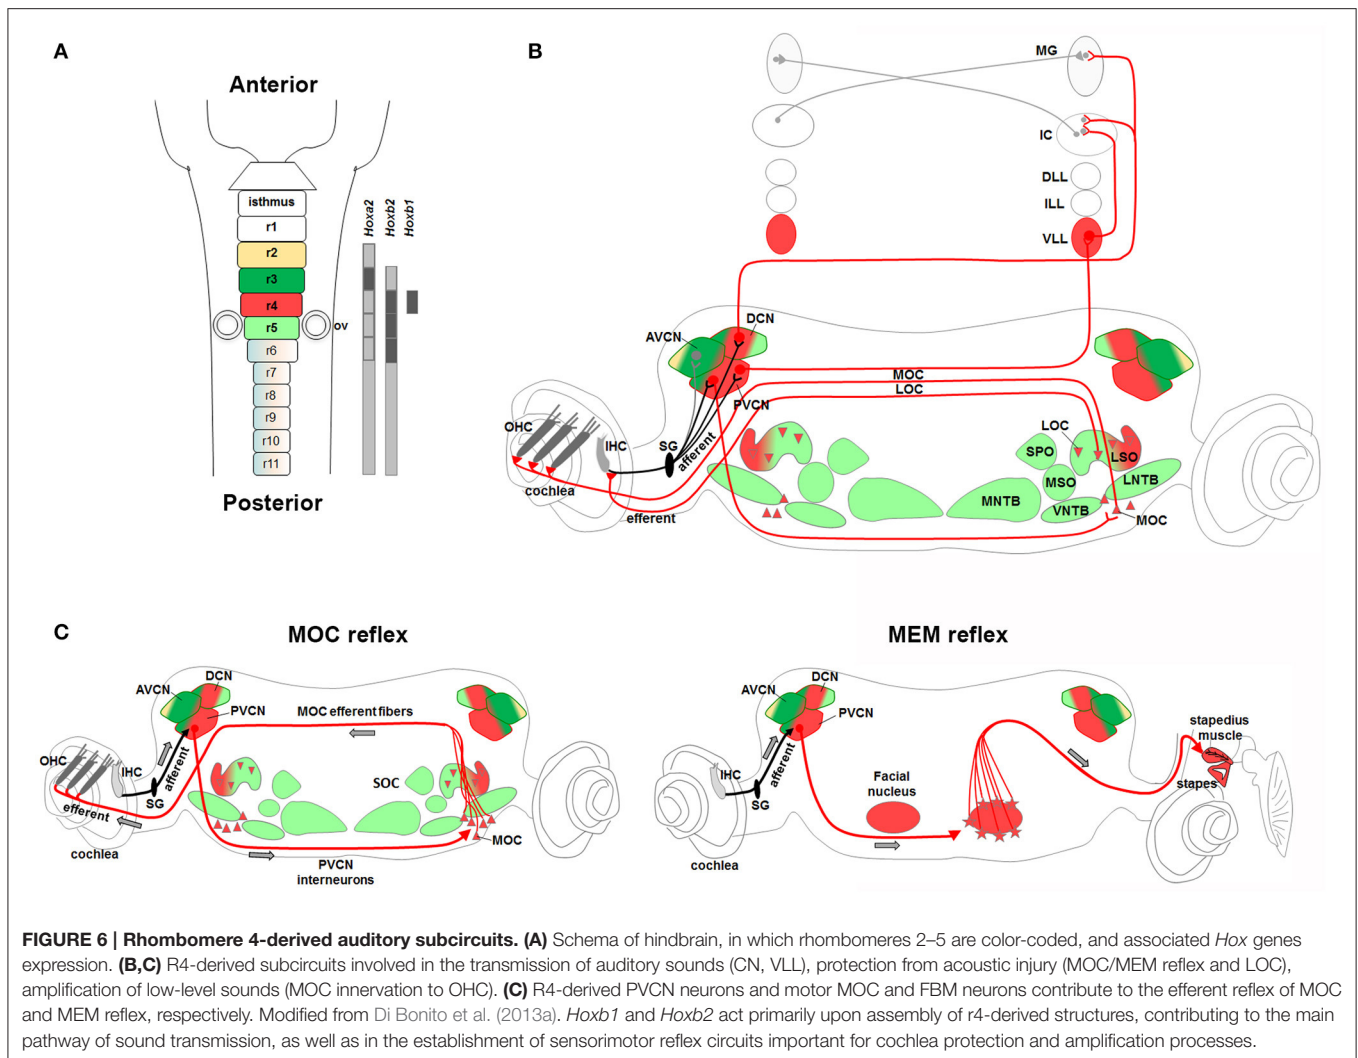 A
Anterior
isthmus
r1
r2
r3
r4
r5
r6
r7
r8
r9
r10
r11
Hoxa2
Hoxb2
Hoxb1
ov
Posterior
B
MG
IC
DLL
ILL
VLL
DCN
AVCN
PVCN
MOC
LOC
OHC
IHC
SG
afferent
cochlea
efferent
LOC
SPO
LSO
MSO
LNTB
MNTB
VNTB
MOC
C
MOC reflex
DCN
AVCN
PVCN
MOC efferent fibers
OHC
IHC
afferent
SG
efferent
cochlea
SOC
MOC
PVCN
interneurons
MEM reflex
DCN
AVCN
PVCN
IHC
afferent
SG
cochlea
Facial
nucleus
stapedius
muscle
stapes
FIGURE 6 | Rhombomere 4-derived auditory subcircuits. (A) Schema of hindbrain, in which rhombomeres 2–5 are color-coded, and associated Hox genes
expression. (B,C) R4-derived subcircuits involved in the transmission of auditory sounds (CN, VLL), protection from acoustic injury (MOC/MEM reflex and LOC),
amplification of low-level sounds (MOC innervation to OHC). (C) R4-derived PVCN neurons and motor MOC and FBM neurons contribute to the efferent reflex of MOC
and MEM reflex, respectively. Modified from Di Bonito et al. (2013a). Hoxb1 and Hoxb2 act primarily upon assembly of r4-derived structures, contributing to the main
pathway of sound transmission, as well as in the establishment of sensorimotor reflex circuits important for cochlea protection and amplification processes.